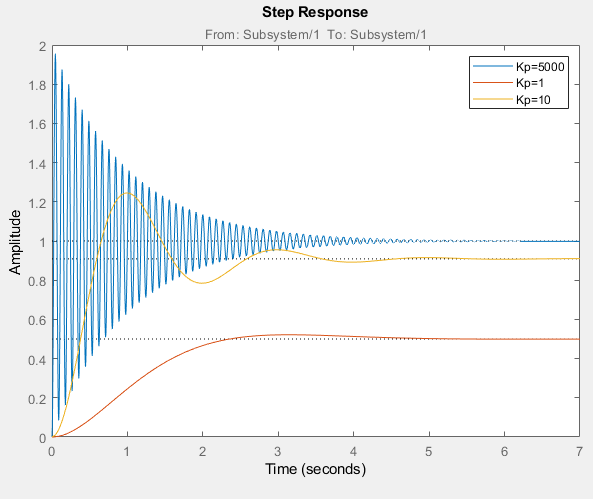 Step Response
From: Subsystem/1 To: Subsystem/1
2
1.8
1.6
1.4
1.2
1
0.8
0.6
0.4
0.2
0
Amplitude
Kp=5000
Kp=1
Kp=10
0 1 2 3 4 5 6 7
Time (seconds)